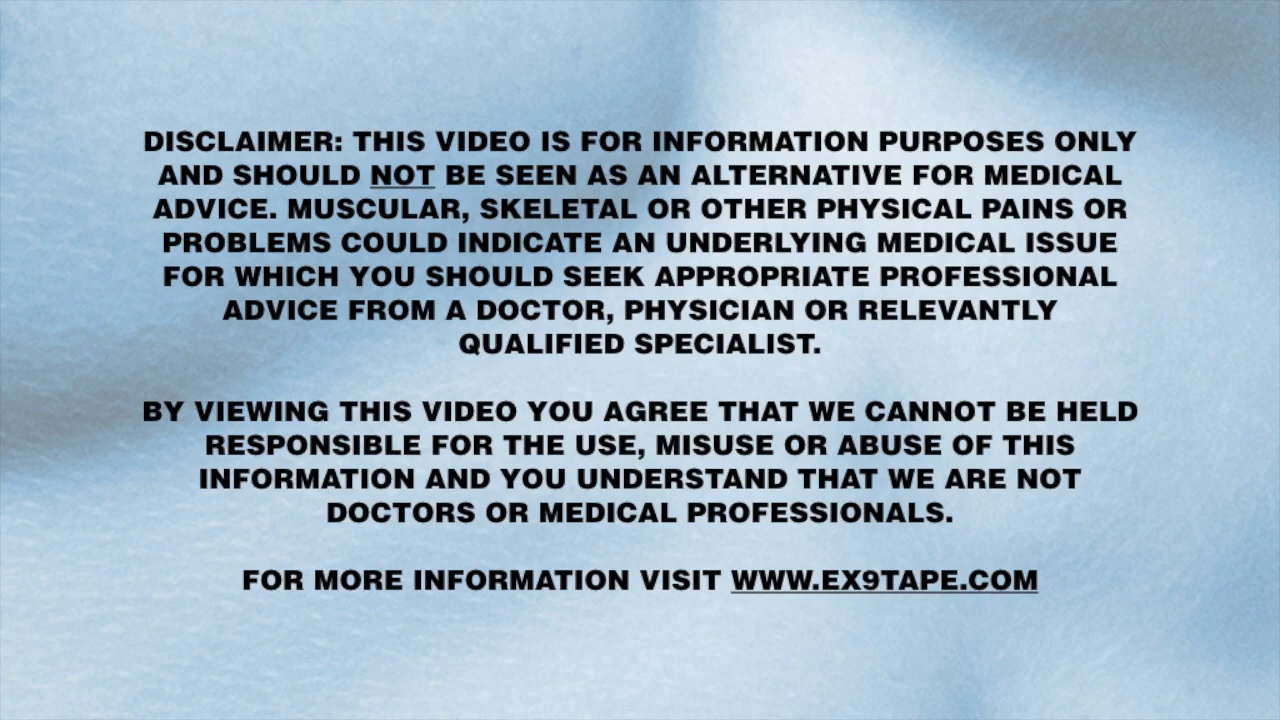 DISCLAIMER: THIS VIDEO IS FOR INFORMATION PURPOSES ONLY
AND SHOULD NOT BE SEEN AS AN ALTERNATIVE FOR MEDICAL
ADVICE. MUSCULAR, SKELETAL OR OTHER PHYSICAL PAINS OR
PROBLEMS COULD INDICATE AN UNDERLYING MEDICAL ISSUE
FOR WHICH YOU SHOULD SEEK APPROPRIATE PROFESSIONAL
ADVICE FROM A DOCTOR, PHYSICIAN OR RELEVANTLY
QUALIFIED SPECIALIST.
BY VIEWING THIS VIDEO YOU AGREE THAT WE CANNOT BE HELD
RESPONSIBLE FOR THE USE, MISUSE OR ABUSE OF THIS
INFORMATION AND YOU UNDERSTAND THAT WE ARE NOT
DOCTORS OR MEDICAL PROFESSIONALS.
FOR MORE INFORMATION VISIT WWW.EX9TAPE.COM